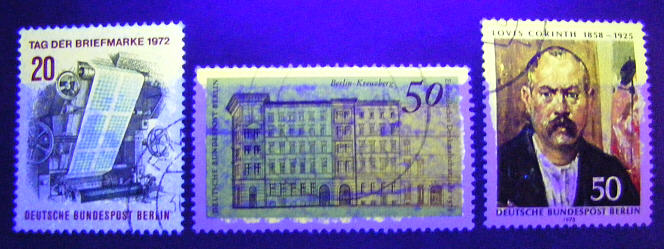 TAG DER BRIEFMARKE 1972
20
DEUTSCHE BUNDESPOST BERLIN
Berlin-Kreuzberg
50
DEUTSCHE BUNDESPOST BERLIN
LOVIS CORINTH 1858–1925
50
DEUTSCHE BUNDESPOST BERLIN
1975